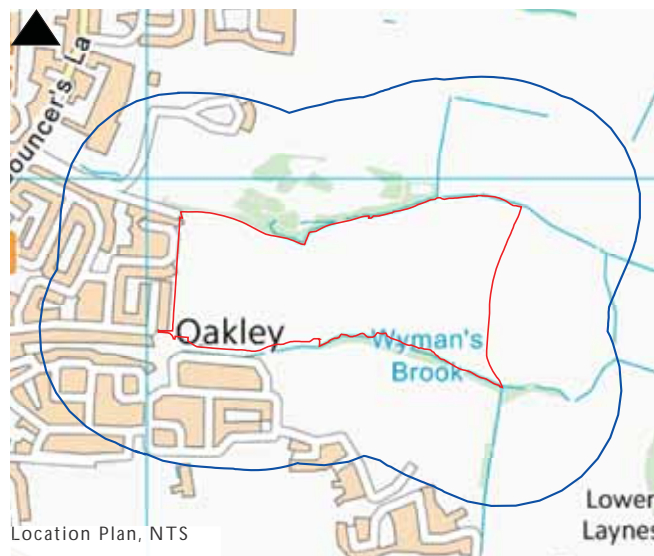 ouncer's La
Oakley
Wyman's
Brook
Lower
Laynes
Location Plan, NTS